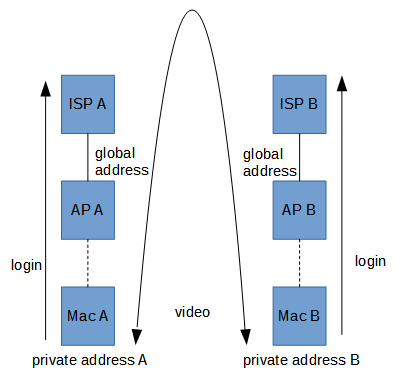 ISP A
ISP B
global
address
global
address
AP A
AP B
login
login
Mac A
video
Mac B
private address A
private address B